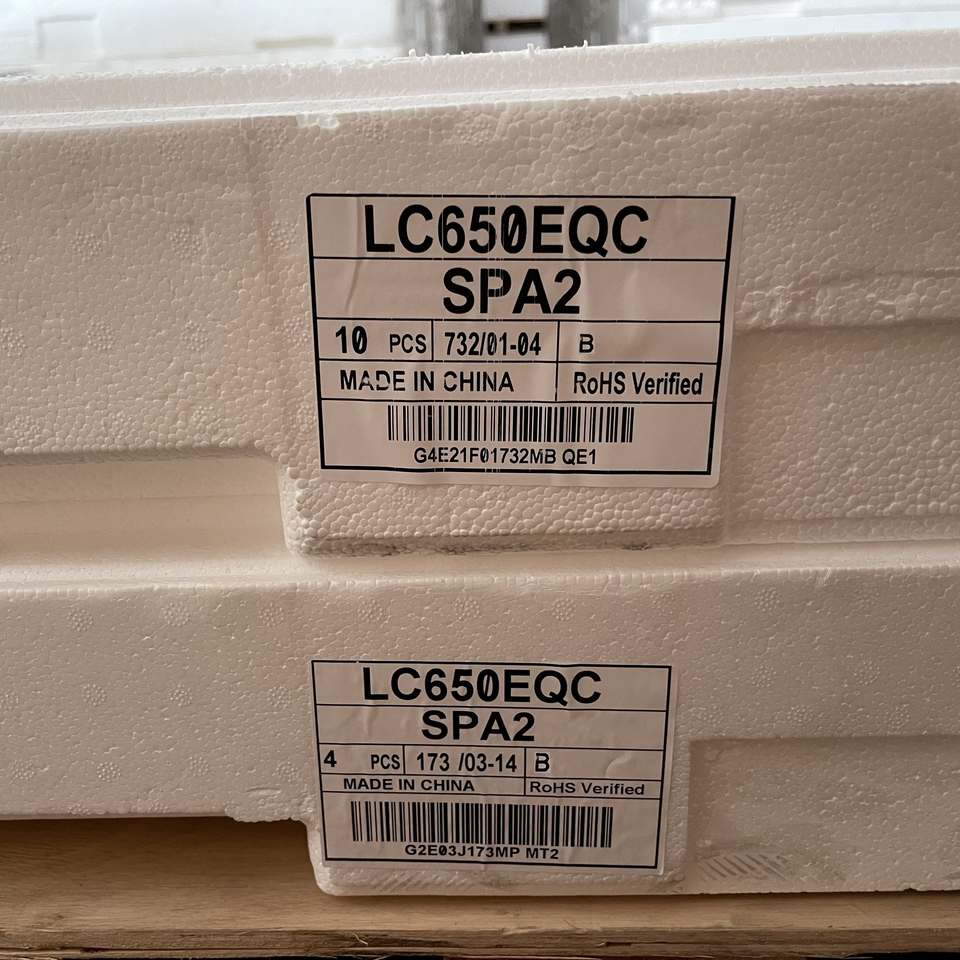 LC650EQC
SPA2
10 PCS 732/01-04 B
MADE IN CHINA RoHS Verified
G4E21F01732MB QE1
LC650EQC
SPA2
4 PCS 173 /03-14 B
MADE IN CHINA RoHS Verified
G2E03J173MP MT2